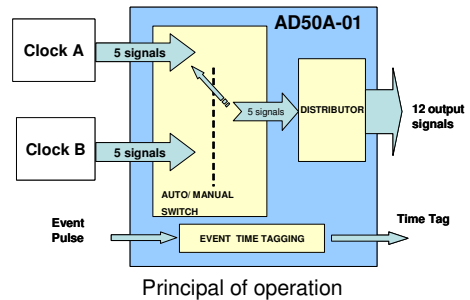 AD50A-01
Clock A
5 signals
5 signals
DISTRIBUTOR
12 output
signals
Clock B
5 signals
AUTO/ MANUAL
SWITCH
Event
Pulse
EVENT TIME TAGGING
Time Tag
Principal of operation